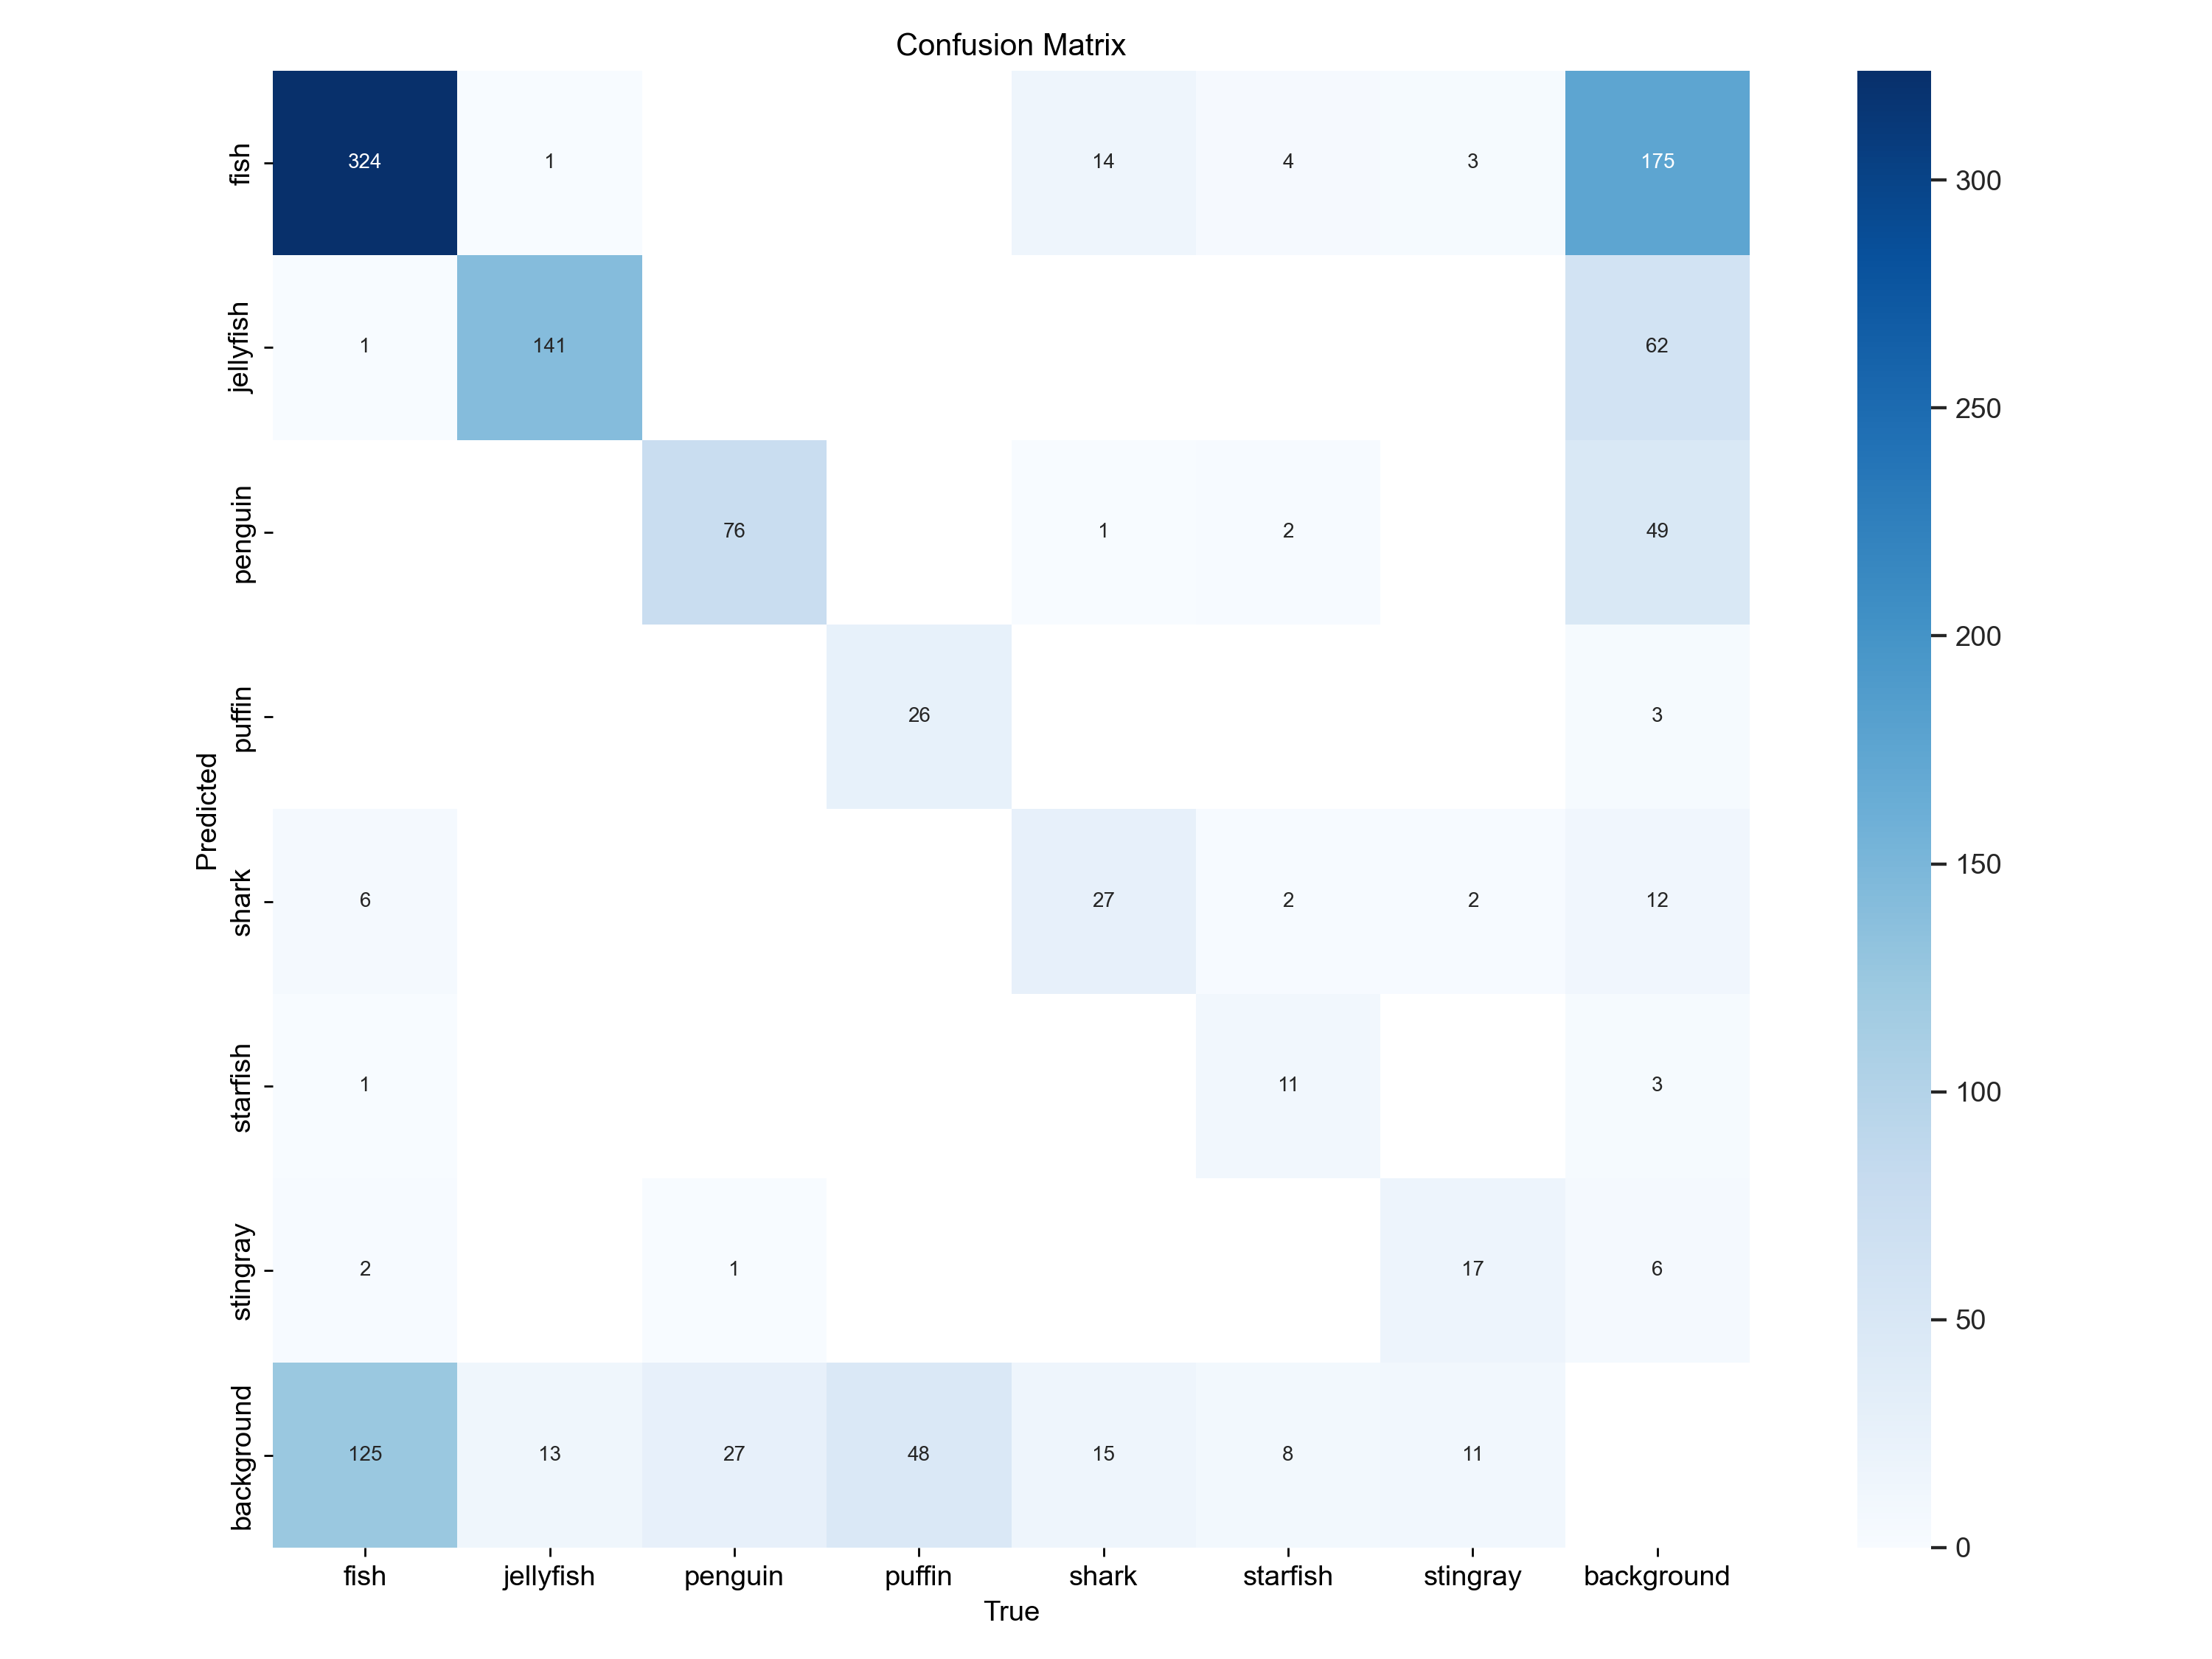 Confusion Matrix
fish 324 1 14 4 3 175
jellyfish 1 141 62
penguin 76 1 2 49
puffin 26 3
shark 6 27 2 2 12
starfish 1 11 3
stingray 2 1 17 6
background 125 13 27 48 15 8 11
fish jellyfish penguin puffin shark starfish stingray background
True
Predicted
300
250
200
150
100
50
0